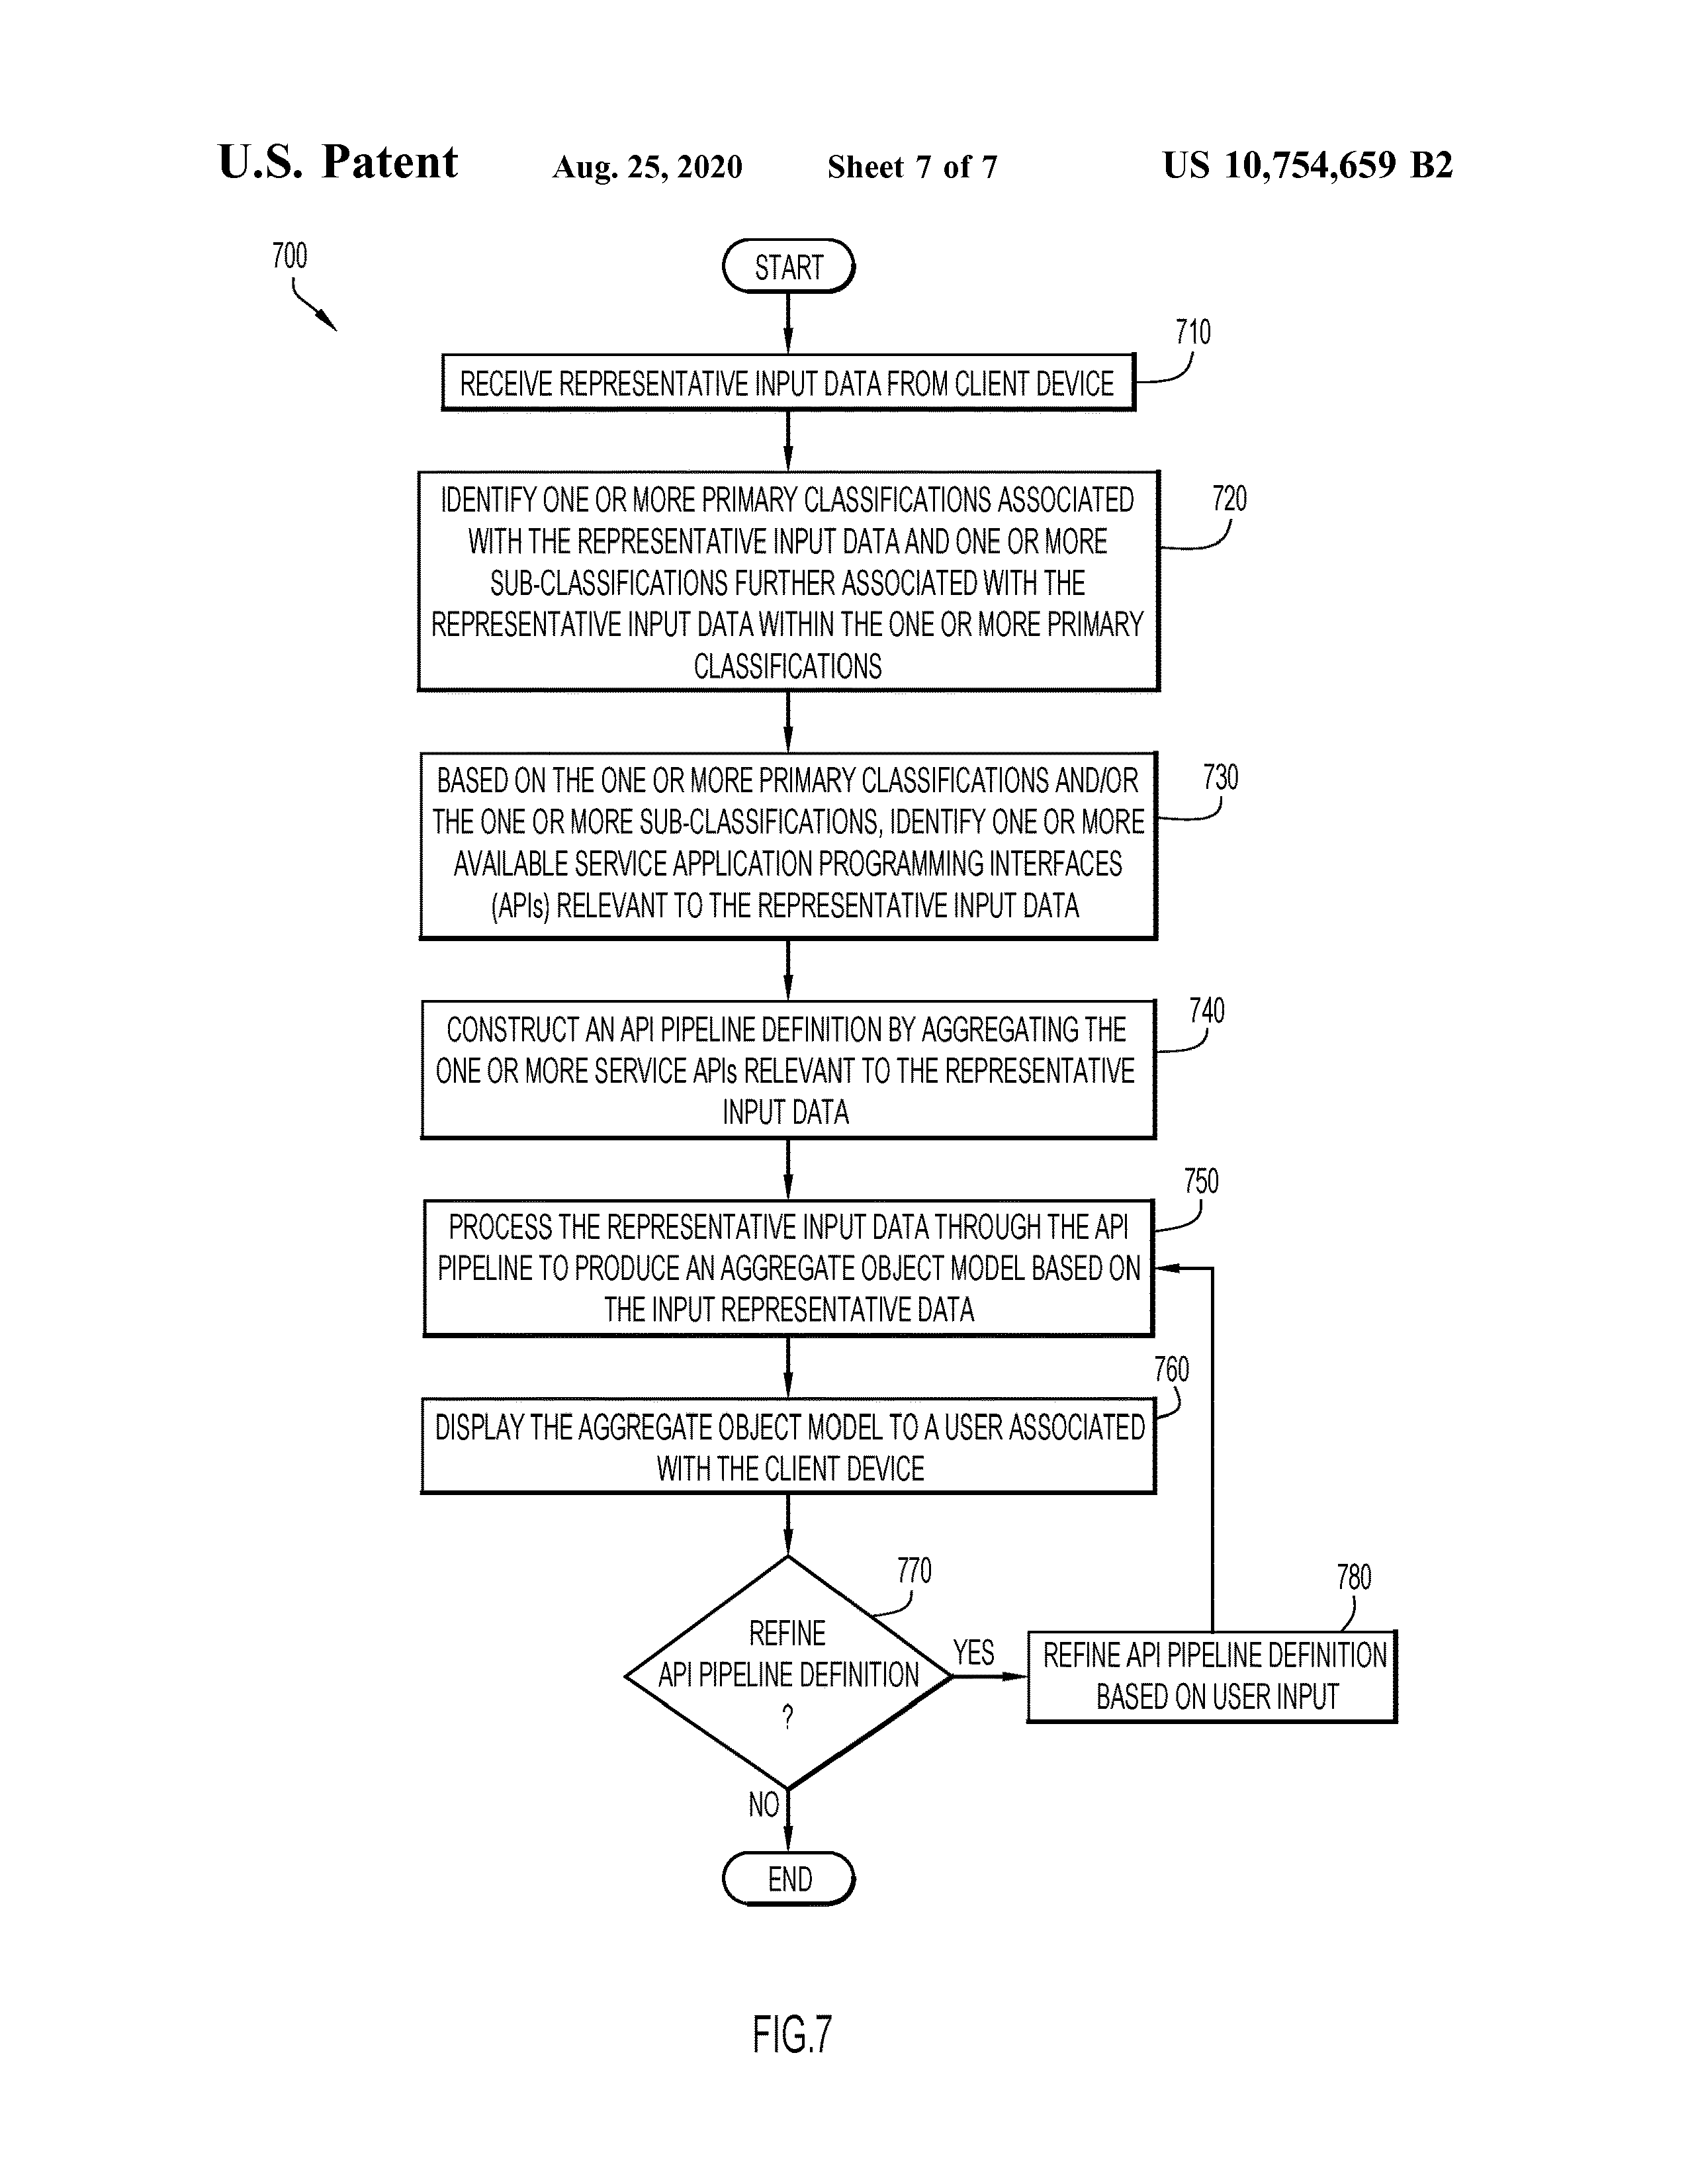 U.S. Patent Aug. 25, 2020 Sheet 7 of 7 US 10,754,659 B2
700
START
710
RECEIVE REPRESENTATIVE INPUT DATA FROM CLIENT DEVICE
720
IDENTIFY ONE OR MORE PRIMARY CLASSIFICATIONS ASSOCIATED
WITH THE REPRESENTATIVE INPUT DATA AND ONE OR MORE
SUB-CLASSIFICATIONS FURTHER ASSOCIATED WITH THE
REPRESENTATIVE INPUT DATA WITHIN THE ONE OR MORE PRIMARY
CLASSIFICATIONS
730
BASED ON THE ONE OR MORE PRIMARY CLASSIFICATIONS AND/OR
THE ONE OR MORE SUB-CLASSIFICATIONS, IDENTIFY ONE OR MORE
AVAILABLE SERVICE APPLICATION PROGRAMMING INTERFACES
(APIs) RELEVANT TO THE REPRESENTATIVE INPUT DATA
740
CONSTRUCT AN API PIPELINE DEFINITION BY AGGREGATING THE
ONE OR MORE SERVICE APIs RELEVANT TO THE REPRESENTATIVE
INPUT DATA
750
PROCESS THE REPRESENTATIVE INPUT DATA THROUGH THE API
PIPELINE TO PRODUCE AN AGGREGATE OBJECT MODEL BASED ON
THE INPUT REPRESENTATIVE DATA
760
DISPLAY THE AGGREGATE OBJECT MODEL TO A USER ASSOCIATED
WITH THE CLIENT DEVICE
770
REFINE
API PIPELINE DEFINITION
?
YES
780
REFINE API PIPELINE DEFINITION
BASED ON USER INPUT
NO
END
FIG.7